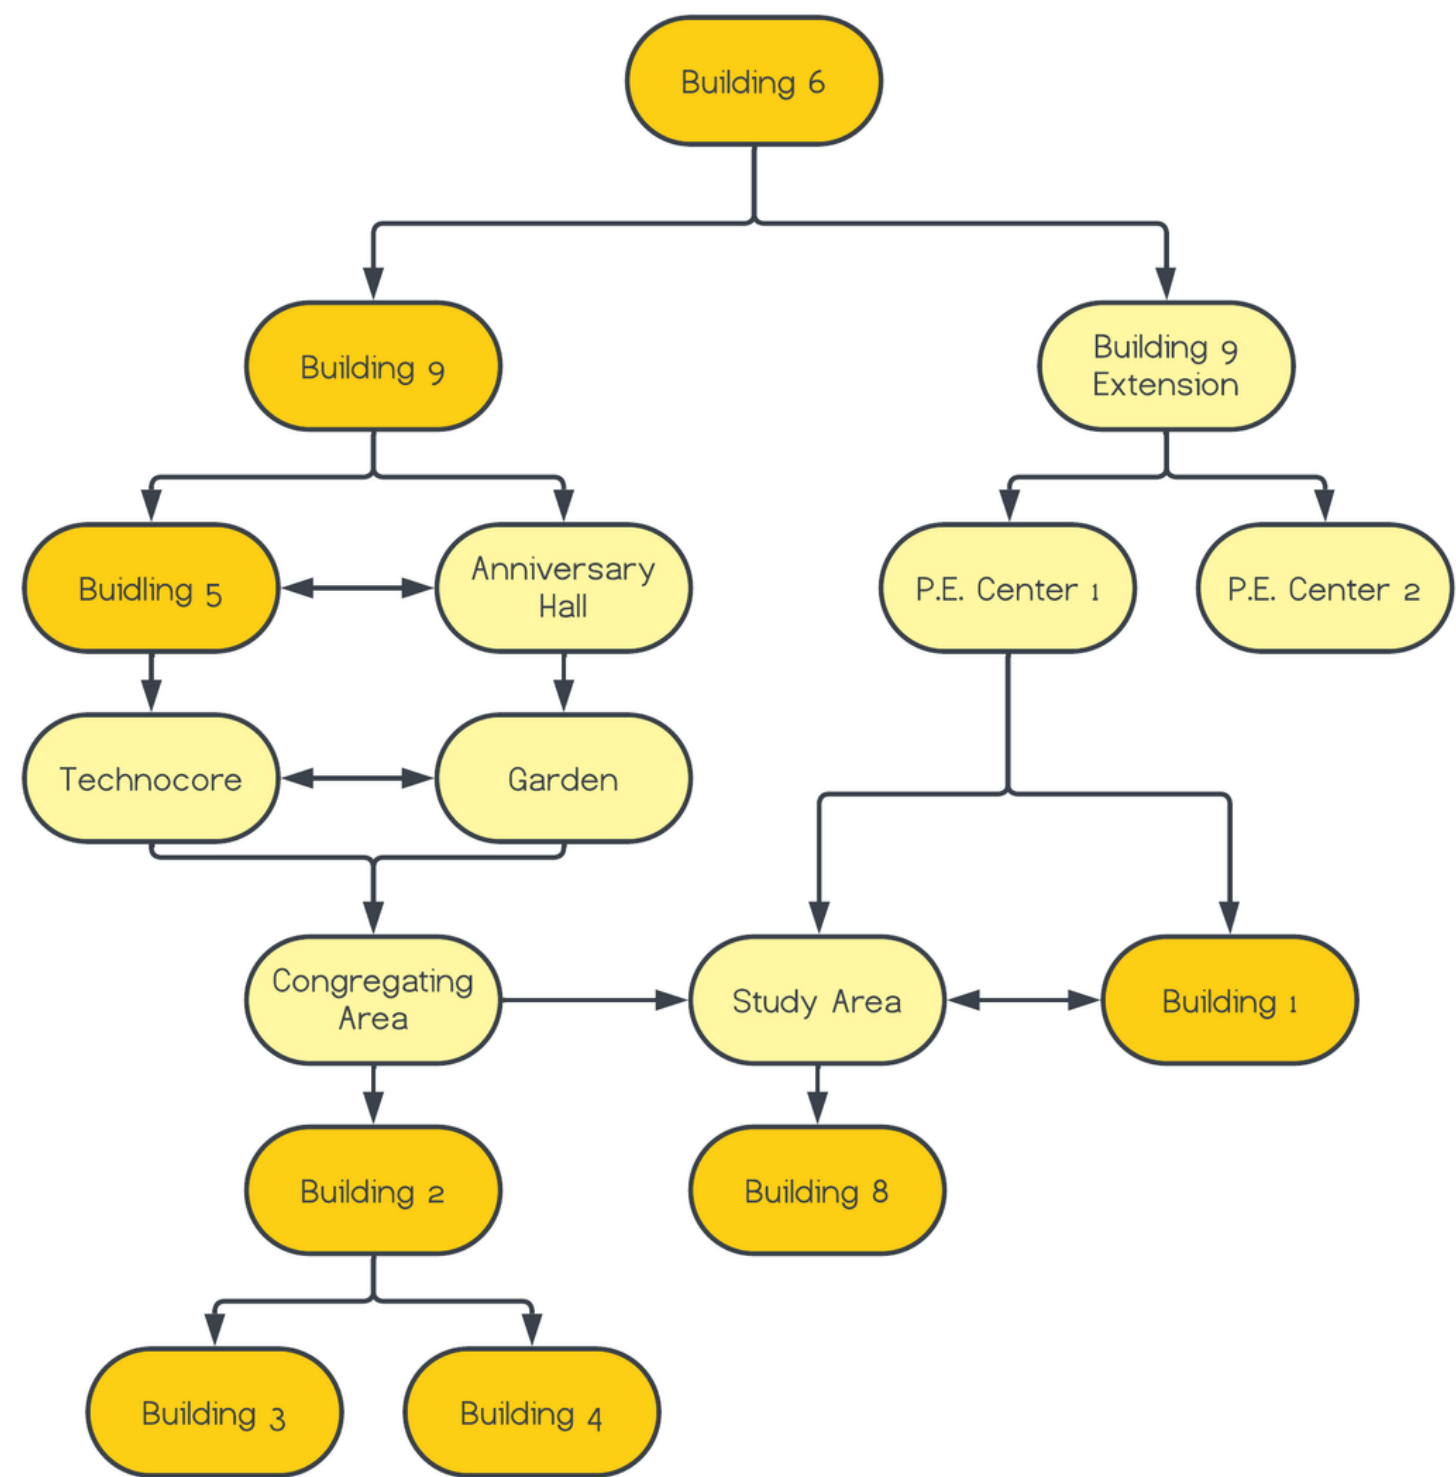 Building 6
Building 9
Building 9
Extension
Buidling 5
Anniversary
Hall
P.E. Center 1
P.E. Center 2
Technocore
Garden
Congregating
Area
Study Area
Building 1
Building 2
Building 8
Building 3
Building 4